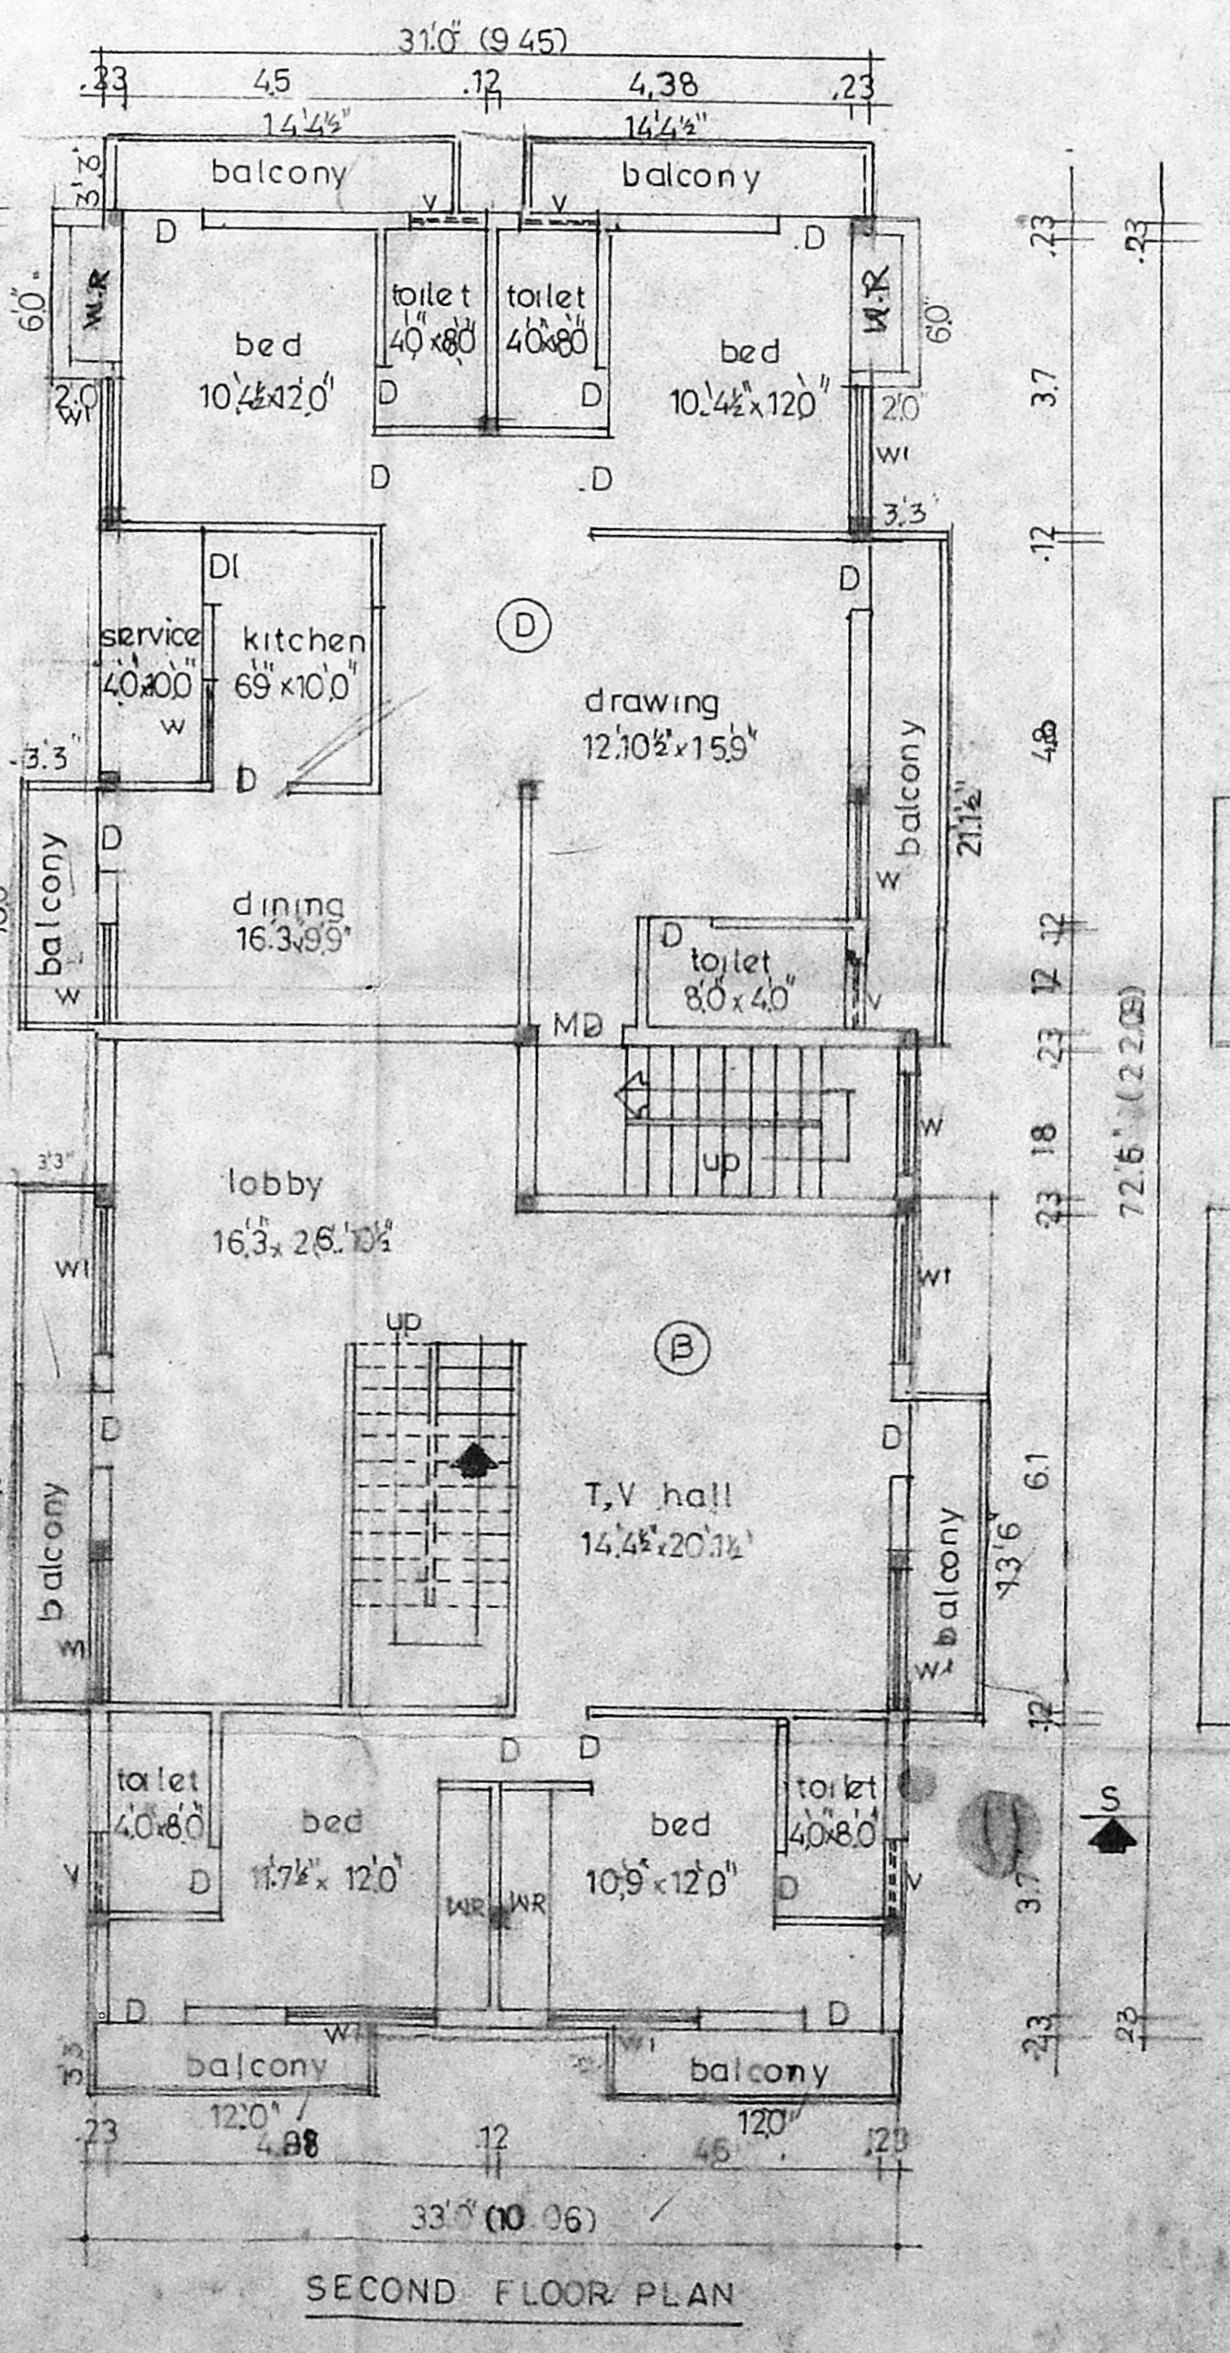 31'0" (9 45)
.23 4.5 .12 4.38 .23
14'4½" 14'4½"
balcony balcony
3'3"
V V
D .D
.23 .23
W.R W.R
toilet toilet
4'0"x8'0" 4'0"x8'0"
6'0" 6'0"
bed bed
10'.4½"x12'.0" 10'.4½"x12'0"
3.7
D D
2'.0" 2'0"
W1 W1
D .D
3'.3"
.12
D1 D
D
service kitchen
4'0"x10'.0" 6'9"x10'.0"
drawing
12'.10½"x15'9"
W
balcony
4.8
3'.3" D
21'.1½"
D
balcony
W
dining
16'.3"x9'9"
D
toilet
8'.0"x4'.0"
.12
12
W
V
MD
.23
72'.6" (22.09)
W
18
up
3'3"
lobby
16'.3"x 26'.10½"
23
W1 W1
up
B
D D
6.1
T.V hall
14'.4½"x20'.1½"
balcony balcony
13'6"
W1
.12
D D
toilet toilet
4'.0"x8'.0" 4'.0"x8'.0"
S
bed bed
11'.7½"x 12'.0" 10'.9"x12'0"
V V
D D
3.7
WR WR
D D
W1 W1
.23 23
3'3"
balcony balcony
12'.0" 12'0"
.23 4.88 .12 .23
33'.0" (10.06)
SECOND FLOOR PLAN